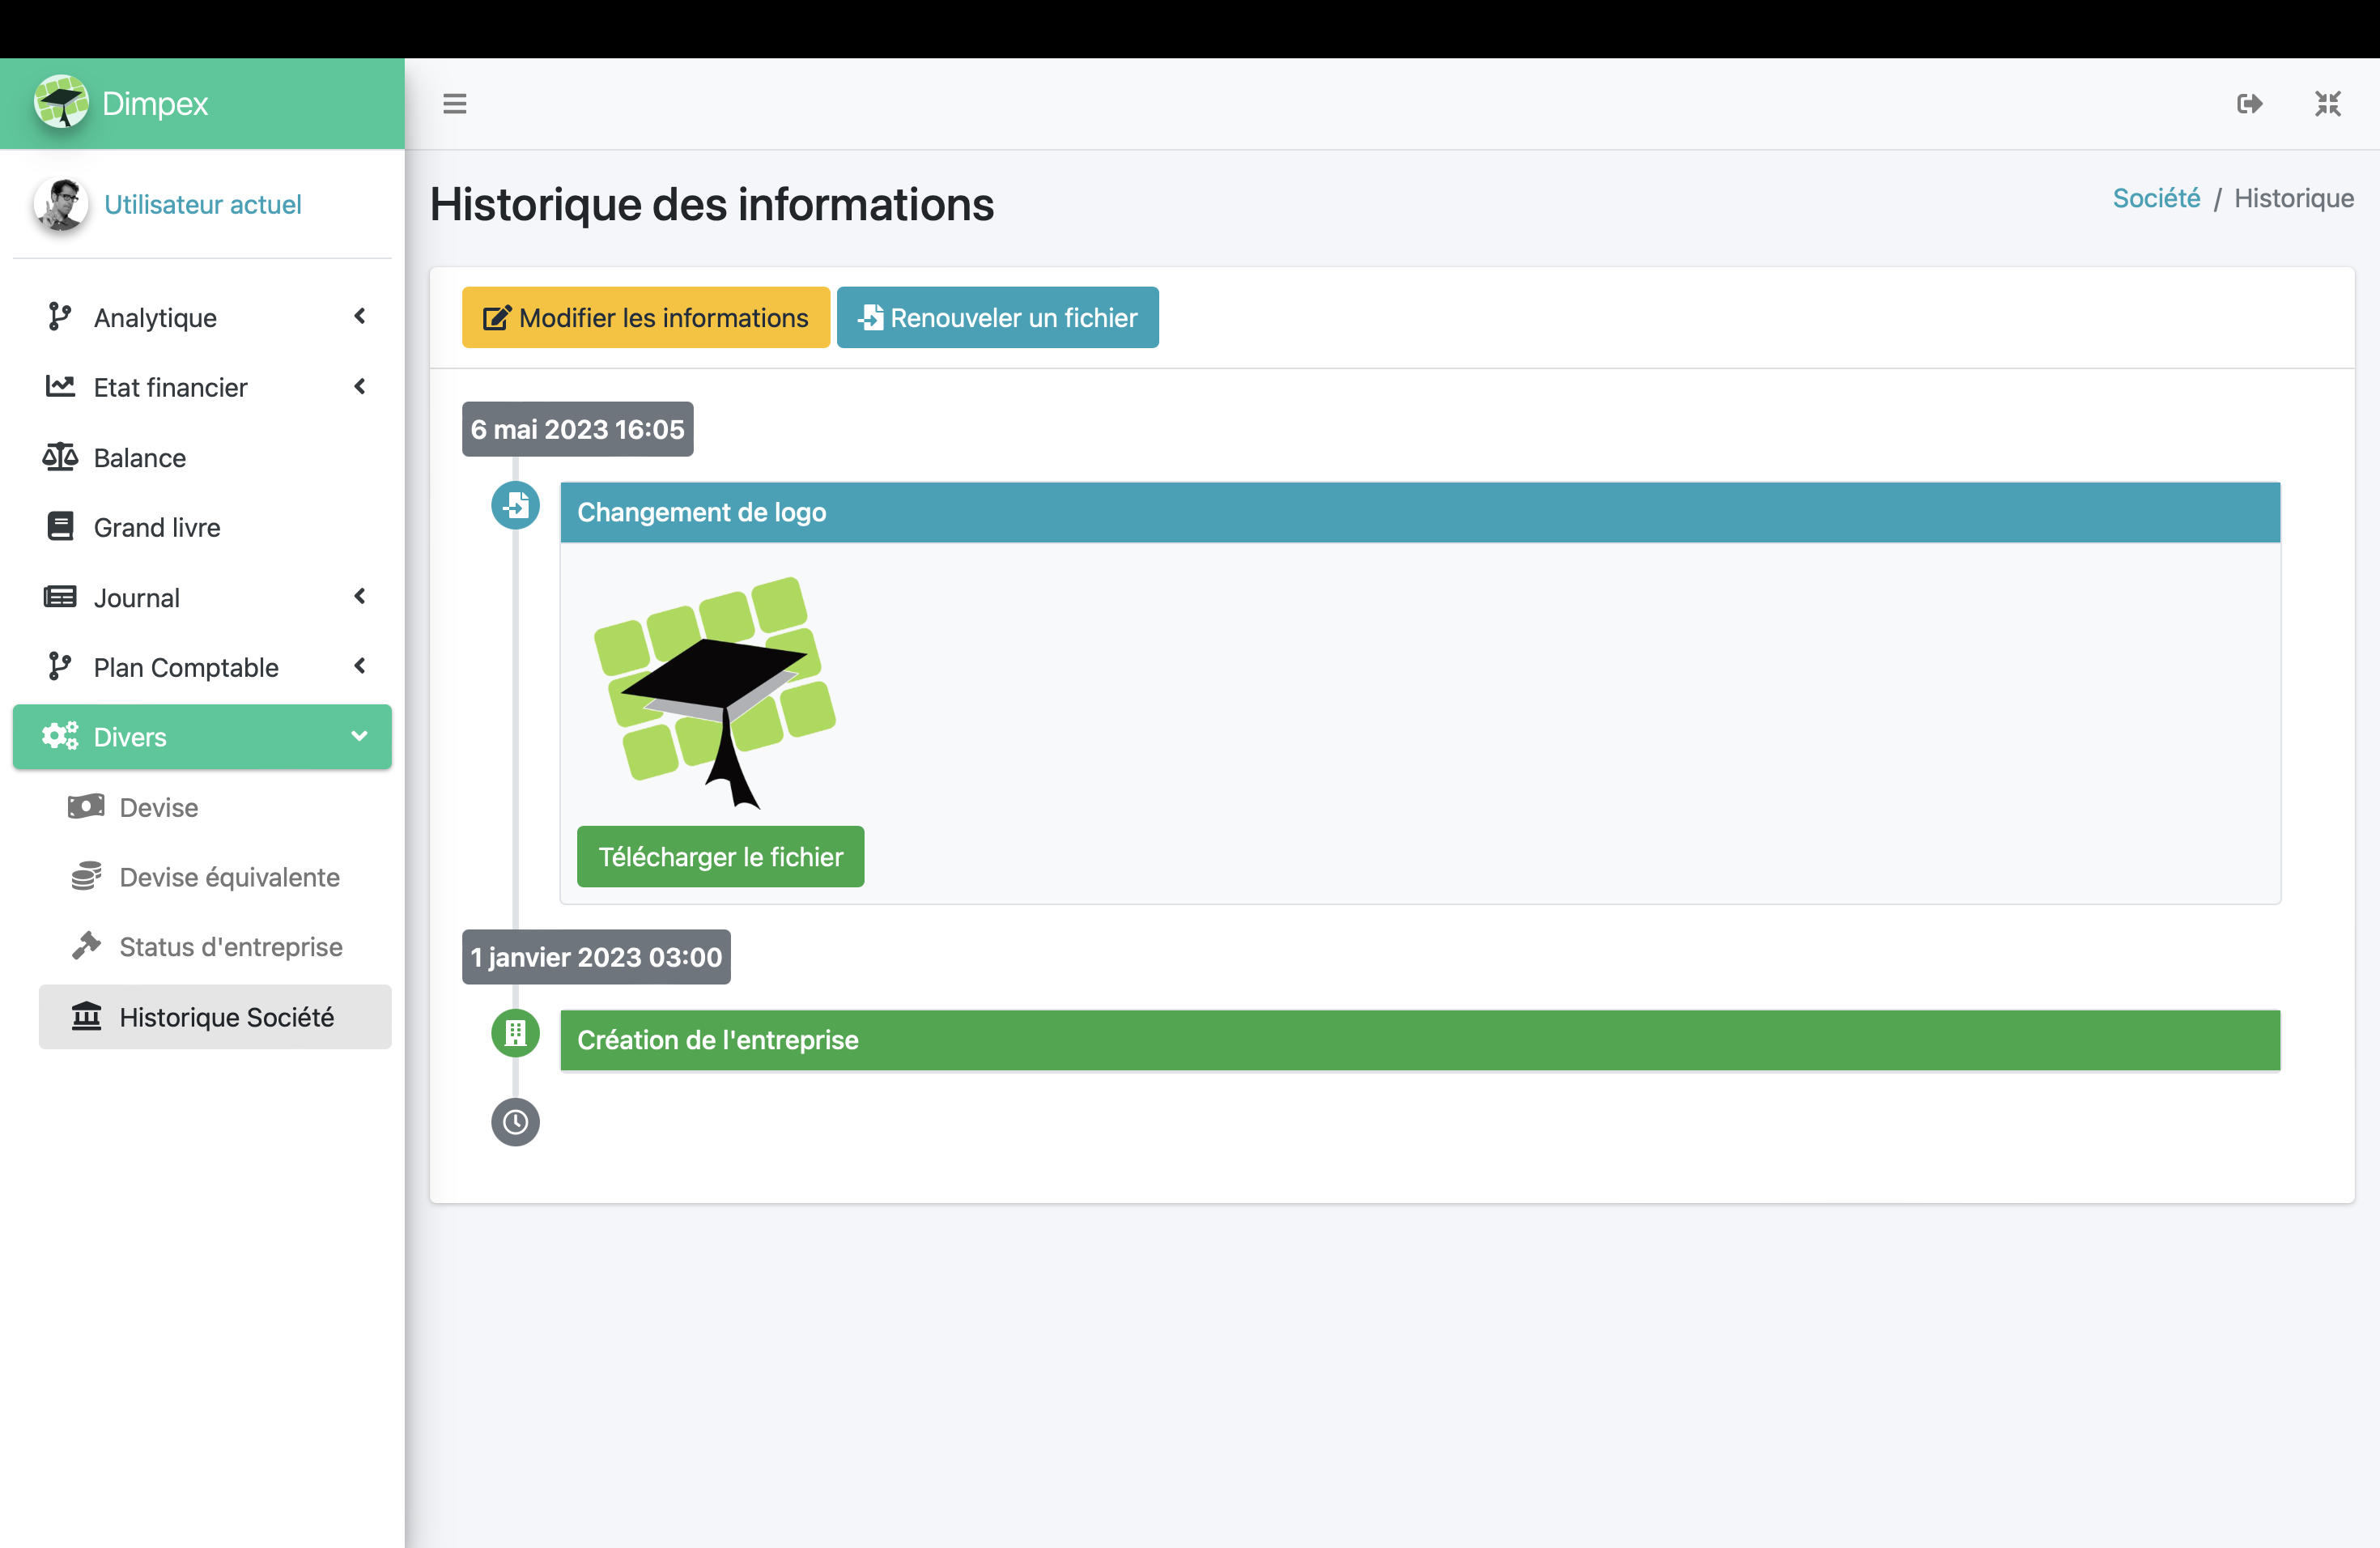 Dimpex
Utilisateur actuel
Analytique
Etat financier
Balance
Grand livre
Journal
Plan Comptable
Divers
Devise
Devise équivalente
Status d'entreprise
Historique Société
Historique des informations
Société / Historique
Modifier les informations
Renouveler un fichier
6 mai 2023 16:05
Changement de logo
Télécharger le fichier
1 janvier 2023 03:00
Création de l'entreprise